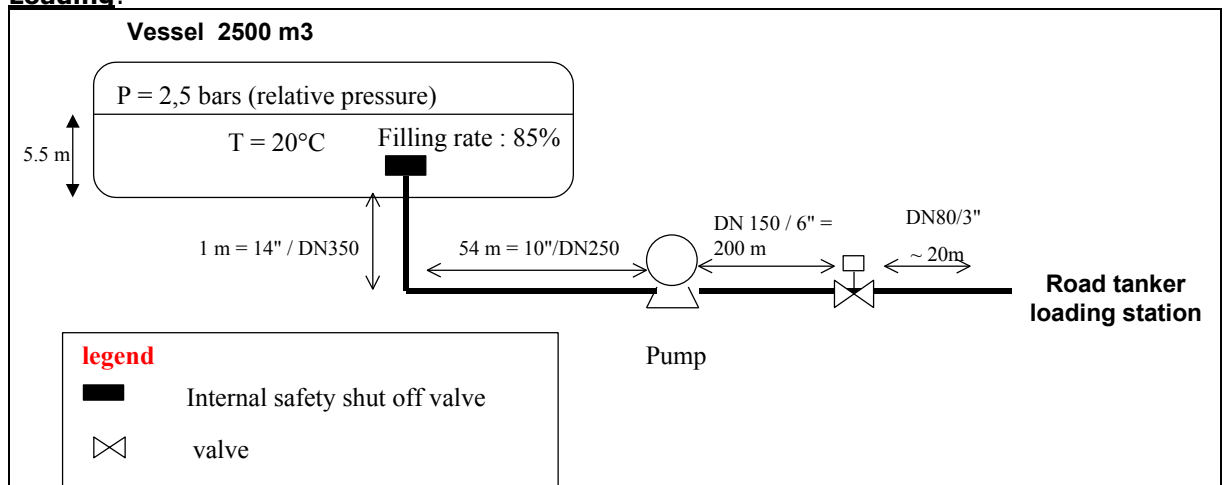 Loading:
Vessel 2500 m3
P = 2,5 bars (relative pressure)
T = 20°C
Filling rate : 85%
5.5 m
1 m = 14" / DN350
54 m = 10"/DN250
DN 150 / 6" =
200 m
DN80/3"
~ 20m
Road tanker
loading station
Pump
legend
Internal safety shut off valve
valve